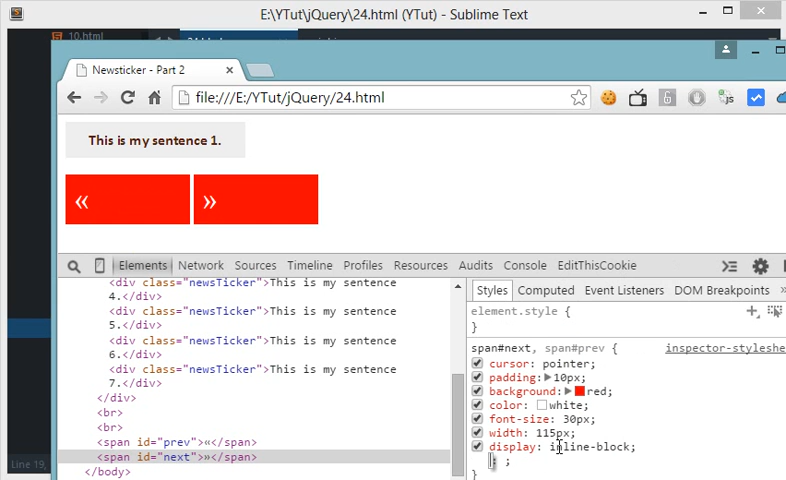 E:\YTut\jQuery\24.html (YTut) - Sublime Text
10.html
Newsticker - Part 2
file:///E:/YTut/jQuery/24.html
This is my sentence 1.
« »
Elements Network Sources Timeline Profiles Resources Audits Console EditThisCookie
<div class="newsTicker">This is my sentence
4.</div>
<div class="newsTicker">This is my sentence
5.</div>
<div class="newsTicker">This is my sentence
6.</div>
<div class="newsTicker">This is my sentence
7.</div>
</div>
<br>
<br>
<span id="prev">«</span>
<span id="next">»</span>
</body>
Styles Computed Event Listeners DOM Breakpoints »
element.style {
}
span#next, span#prev { inspector-styleshe
cursor: pointer;
padding: 10px;
background: red;
color: white;
font-size: 30px;
width: 115px;
display: inline-block;
: ;
}
Line 19,